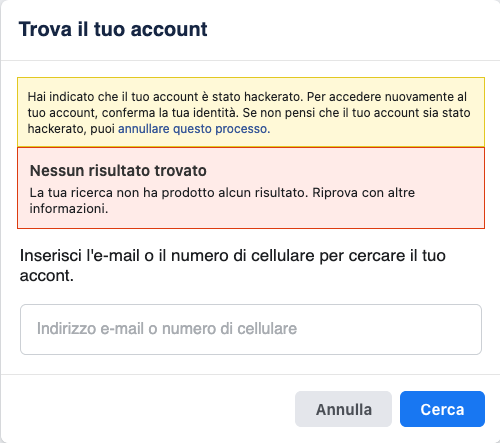 Trova il tuo account
Hai indicato che il tuo account è stato hackerato. Per accedere nuovamente al
tuo account, conferma la tua identità. Se non pensi che il tuo account sia stato
hackerato, puoi annullare questo processo.
Nessun risultato trovato
La tua ricerca non ha prodotto alcun risultato. Riprova con altre
informazioni.
Inserisci l'e-mail o il numero di cellulare per cercare il tuo
accont.
Indirizzo e-mail o numero di cellulare
Annulla
Cerca